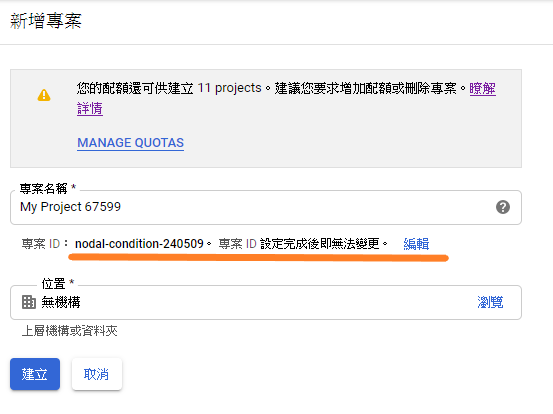 新增專案
您的配額還可供建立 11 projects。建議您要求增加配額或刪除專案。瞭解
詳情
MANAGE QUOTAS
專案名稱 *
My Project 67599
專案 ID： nodal-condition-240509。 專案 ID 設定完成後即無法變更。 編輯
位置 *
無機構 瀏覽
上層機構或資料夾
建立 取消